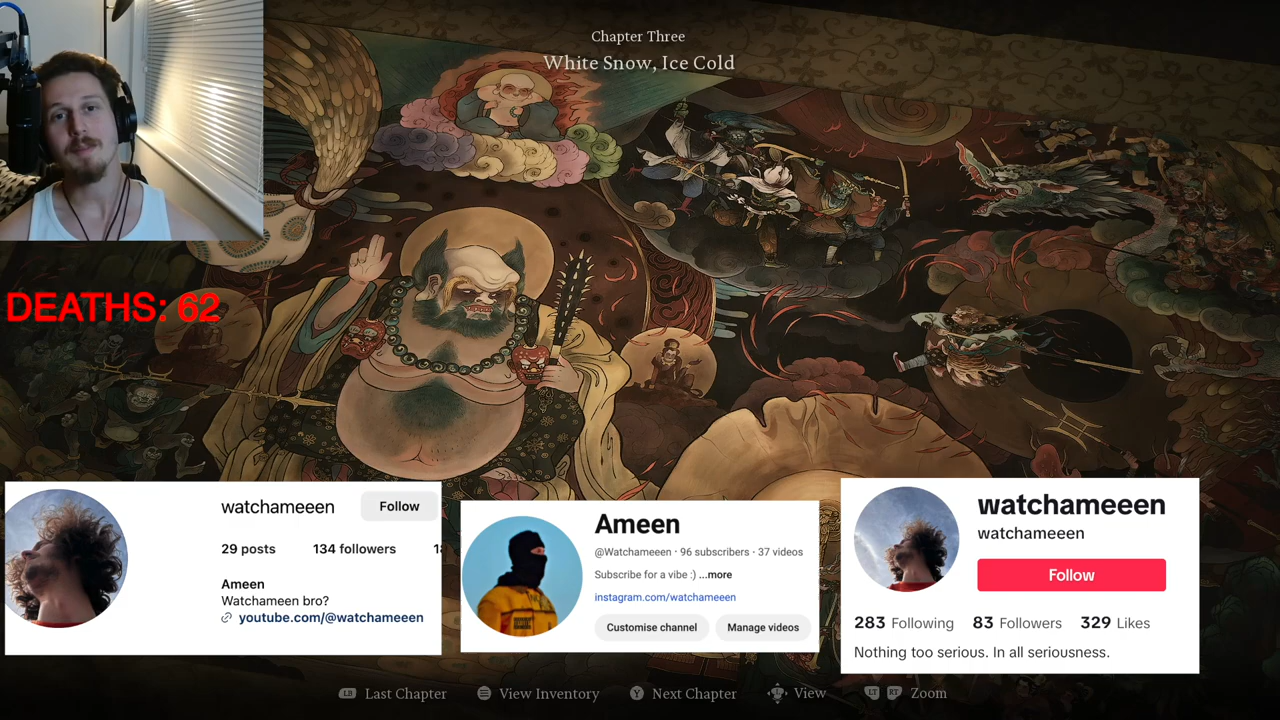 Chapter Three
White Snow, Ice Cold
DEATHS: 62
watchameeen
Follow
29 posts 134 followers
Ameen
Watchameen bro?
youtube.com/@watchameeen
Ameen
@Watchameeen · 96 subscribers · 37 videos
Subscribe for a vibe :) ...more
instagram.com/watchameeen
Customise channel Manage videos
watchameeen
watchameeen
Follow
283 Following 83 Followers 329 Likes
Nothing too serious. In all seriousness.
LB Last Chapter View Inventory Y Next Chapter View LT RT Zoom